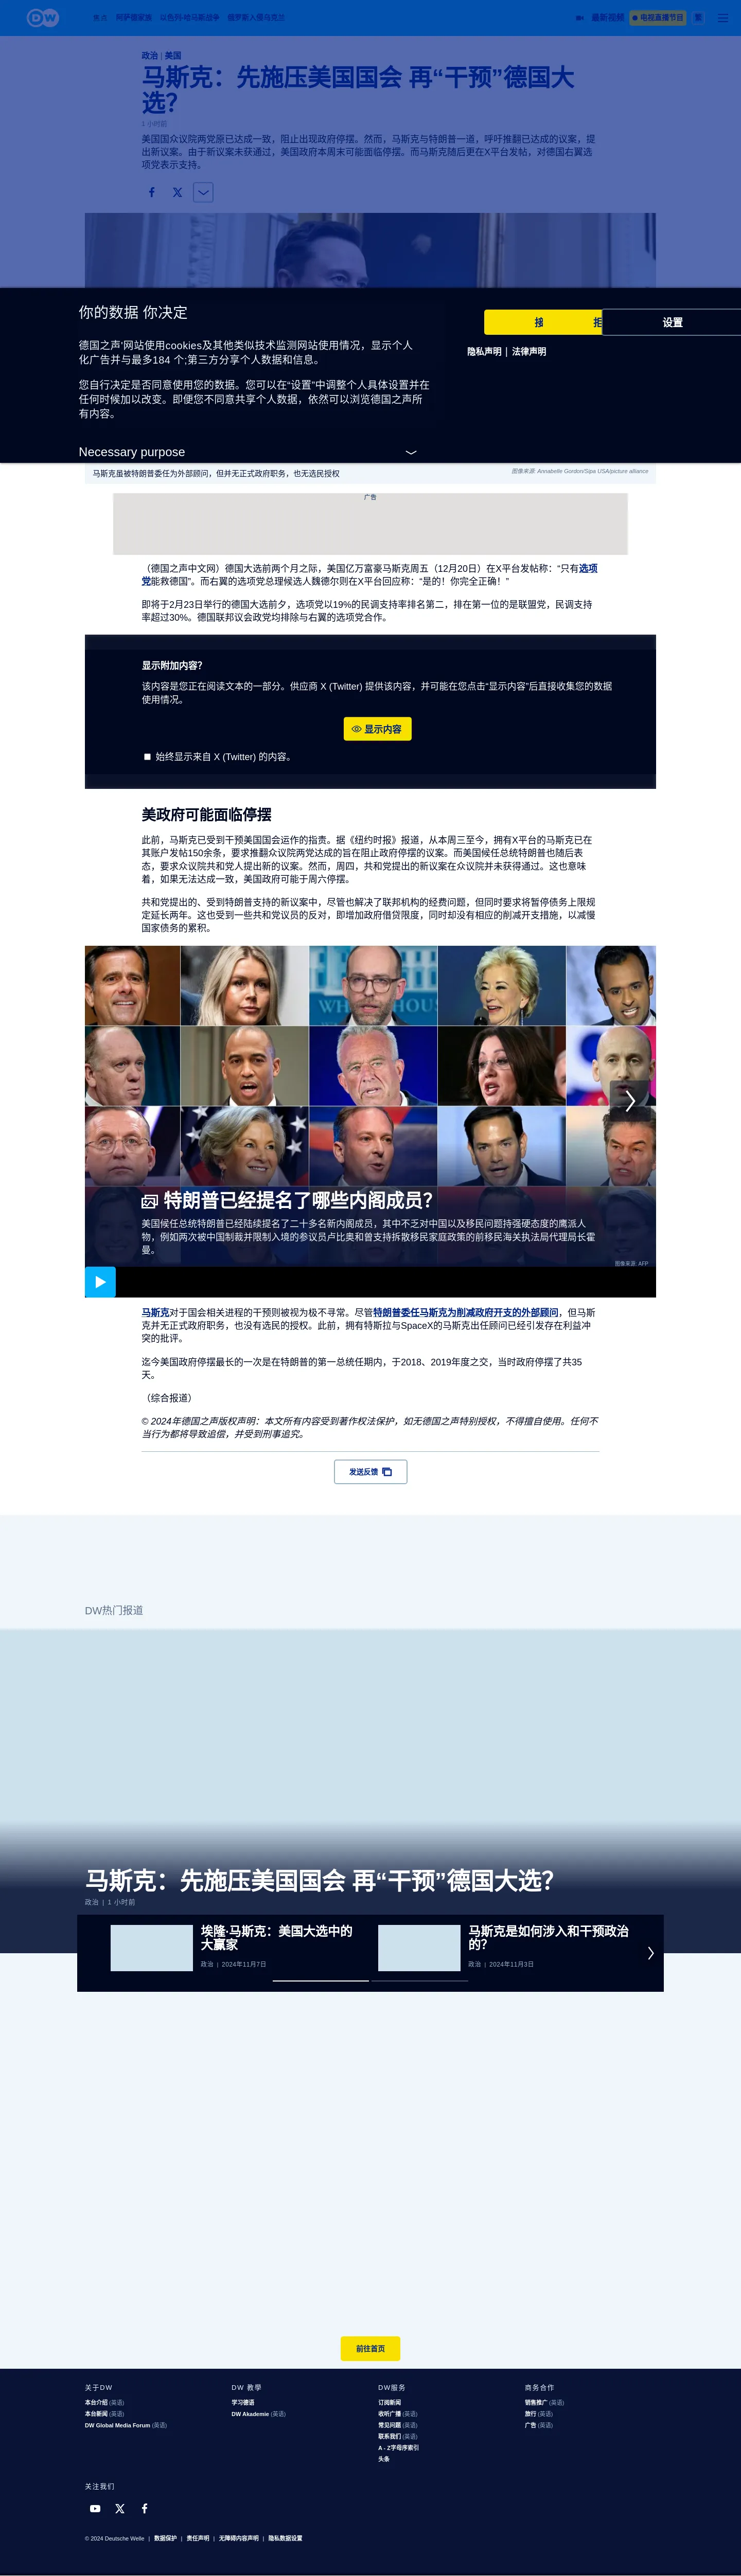 DW
阿萨德家族 以色列-哈马斯战争 俄罗斯入侵乌克兰
最新视频 电视直播节目
政治 | 美国
马斯克：先施压美国国会 再“干预”德国大
选？
1 小时前
美国国众议院两党原已达成一致，阻止出现政府停摆。然而，马斯克与特朗普一道，呼吁推翻已达成的议案，提
出新议案。由于新议案未获通过，美国政府本周末可能面临停摆。而马斯克随后更在X平台发帖，对德国右翼选
项党表示支持。
你的数据 你决定
设置
德国之声'网站使用cookies及其他类似技术监测网站使用情况，显示个人
化广告并与最多184 个;第三方分享个人数据和信息。
隐私声明 | 法律声明
您自行决定是否同意使用您的数据。您可以在“设置”中调整个人具体设置并在
任何时候加以改变。即便您不同意共享个人数据，依然可以浏览德国之声所
有内容。
Necessary purpose
马斯克虽被特朗普委任为外部顾问，但并无正式政府职务，也无选民授权
图像来源: Annabelle Gordon/Sipa USA/picture alliance
广告
（德国之声中文网）德国大选前两个月之际，美国亿万富豪马斯克周五（12月20日）在X平台发帖称：“只有选项
党能救德国”。而右翼的选项党总理候选人魏德尔则在X平台回应称：“是的！你完全正确！”
即将于2月23日举行的德国大选前夕，选项党以19%的民调支持率排名第二，排在第一位的是联盟党，民调支持
率超过30%。德国联邦议会政党均排除与右翼的选项党合作。
显示附加内容？
该内容是您正在阅读文本的一部分。供应商 X (Twitter) 提供该内容，并可能在您点击“显示内容”后直接收集您的数据
使用情况。
显示内容
始终显示来自 X (Twitter) 的内容。
美政府可能面临停摆
此前，马斯克已受到干预美国国会运作的指责。据《纽约时报》报道，从本周三至今，拥有X平台的马斯克已在
其账户发帖150余条，要求推翻众议院两党达成的旨在阻止政府停摆的议案。而美国候任总统特朗普也随后表
态，要求众议院共和党人提出新的议案。然而，周四，共和党提出的新议案在众议院并未获得通过。这也意味
着，如果无法达成一致，美国政府可能于周六停摆。
共和党提出的、受到特朗普支持的新议案中，尽管也解决了联邦机构的经费问题，但同时要求将暂停债务上限规
定延长两年。这也受到一些共和党议员的反对，即增加政府借贷限度，同时却没有相应的削减开支措施，以减慢
国家债务的累积。
特朗普已经提名了哪些内阁成员？
美国候任总统特朗普已经陆续提名了二十多名新内阁成员，其中不乏对中国以及移民问题持强硬态度的鹰派人
物，例如两次被中国制裁并限制入境的参议员卢比奥和曾支持拆散移民家庭政策的前移民海关执法局代理局长霍
曼。
图像来源: AFP
马斯克对于国会相关进程的干预则被视为极不寻常。尽管特朗普委任马斯克为削减政府开支的外部顾问，但马斯
克并无正式政府职务，也没有选民的授权。此前，拥有特斯拉与SpaceX的马斯克出任顾问已经引发存在利益冲
突的批评。
迄今美国政府停摆最长的一次是在特朗普的第一总统任期内，于2018、2019年度之交，当时政府停摆了共35
天。
（综合报道）
© 2024年德国之声版权声明：本文所有内容受到著作权法保护，如无德国之声特别授权，不得擅自使用。任何不
当行为都将导致追偿，并受到刑事追究。
发送反馈
DW热门报道
马斯克：先施压美国国会 再“干预”德国大选？
政治 | 1 小时前
埃隆·马斯克：美国大选中的
大赢家
政治 | 2024年11月7日
马斯克是如何涉入和干预政治
的？
政治 | 2024年11月3日
前往首页
关于DW
本台介绍 (英语)
本台新闻 (英语)
DW Global Media Forum (英语)
DW 教學
学习德语
DW Akademie (英语)
DW服务
订阅新闻
收听广播 (英语)
常见问题 (英语)
联系我们 (英语)
A - Z字母序索引
头条
商务合作
销售推广 (英语)
旅行 (英语)
广告 (英语)
关注我们
© 2024 Deutsche Welle | 数据保护 | 责任声明 | 无障碍内容声明 | 隐私数据设置